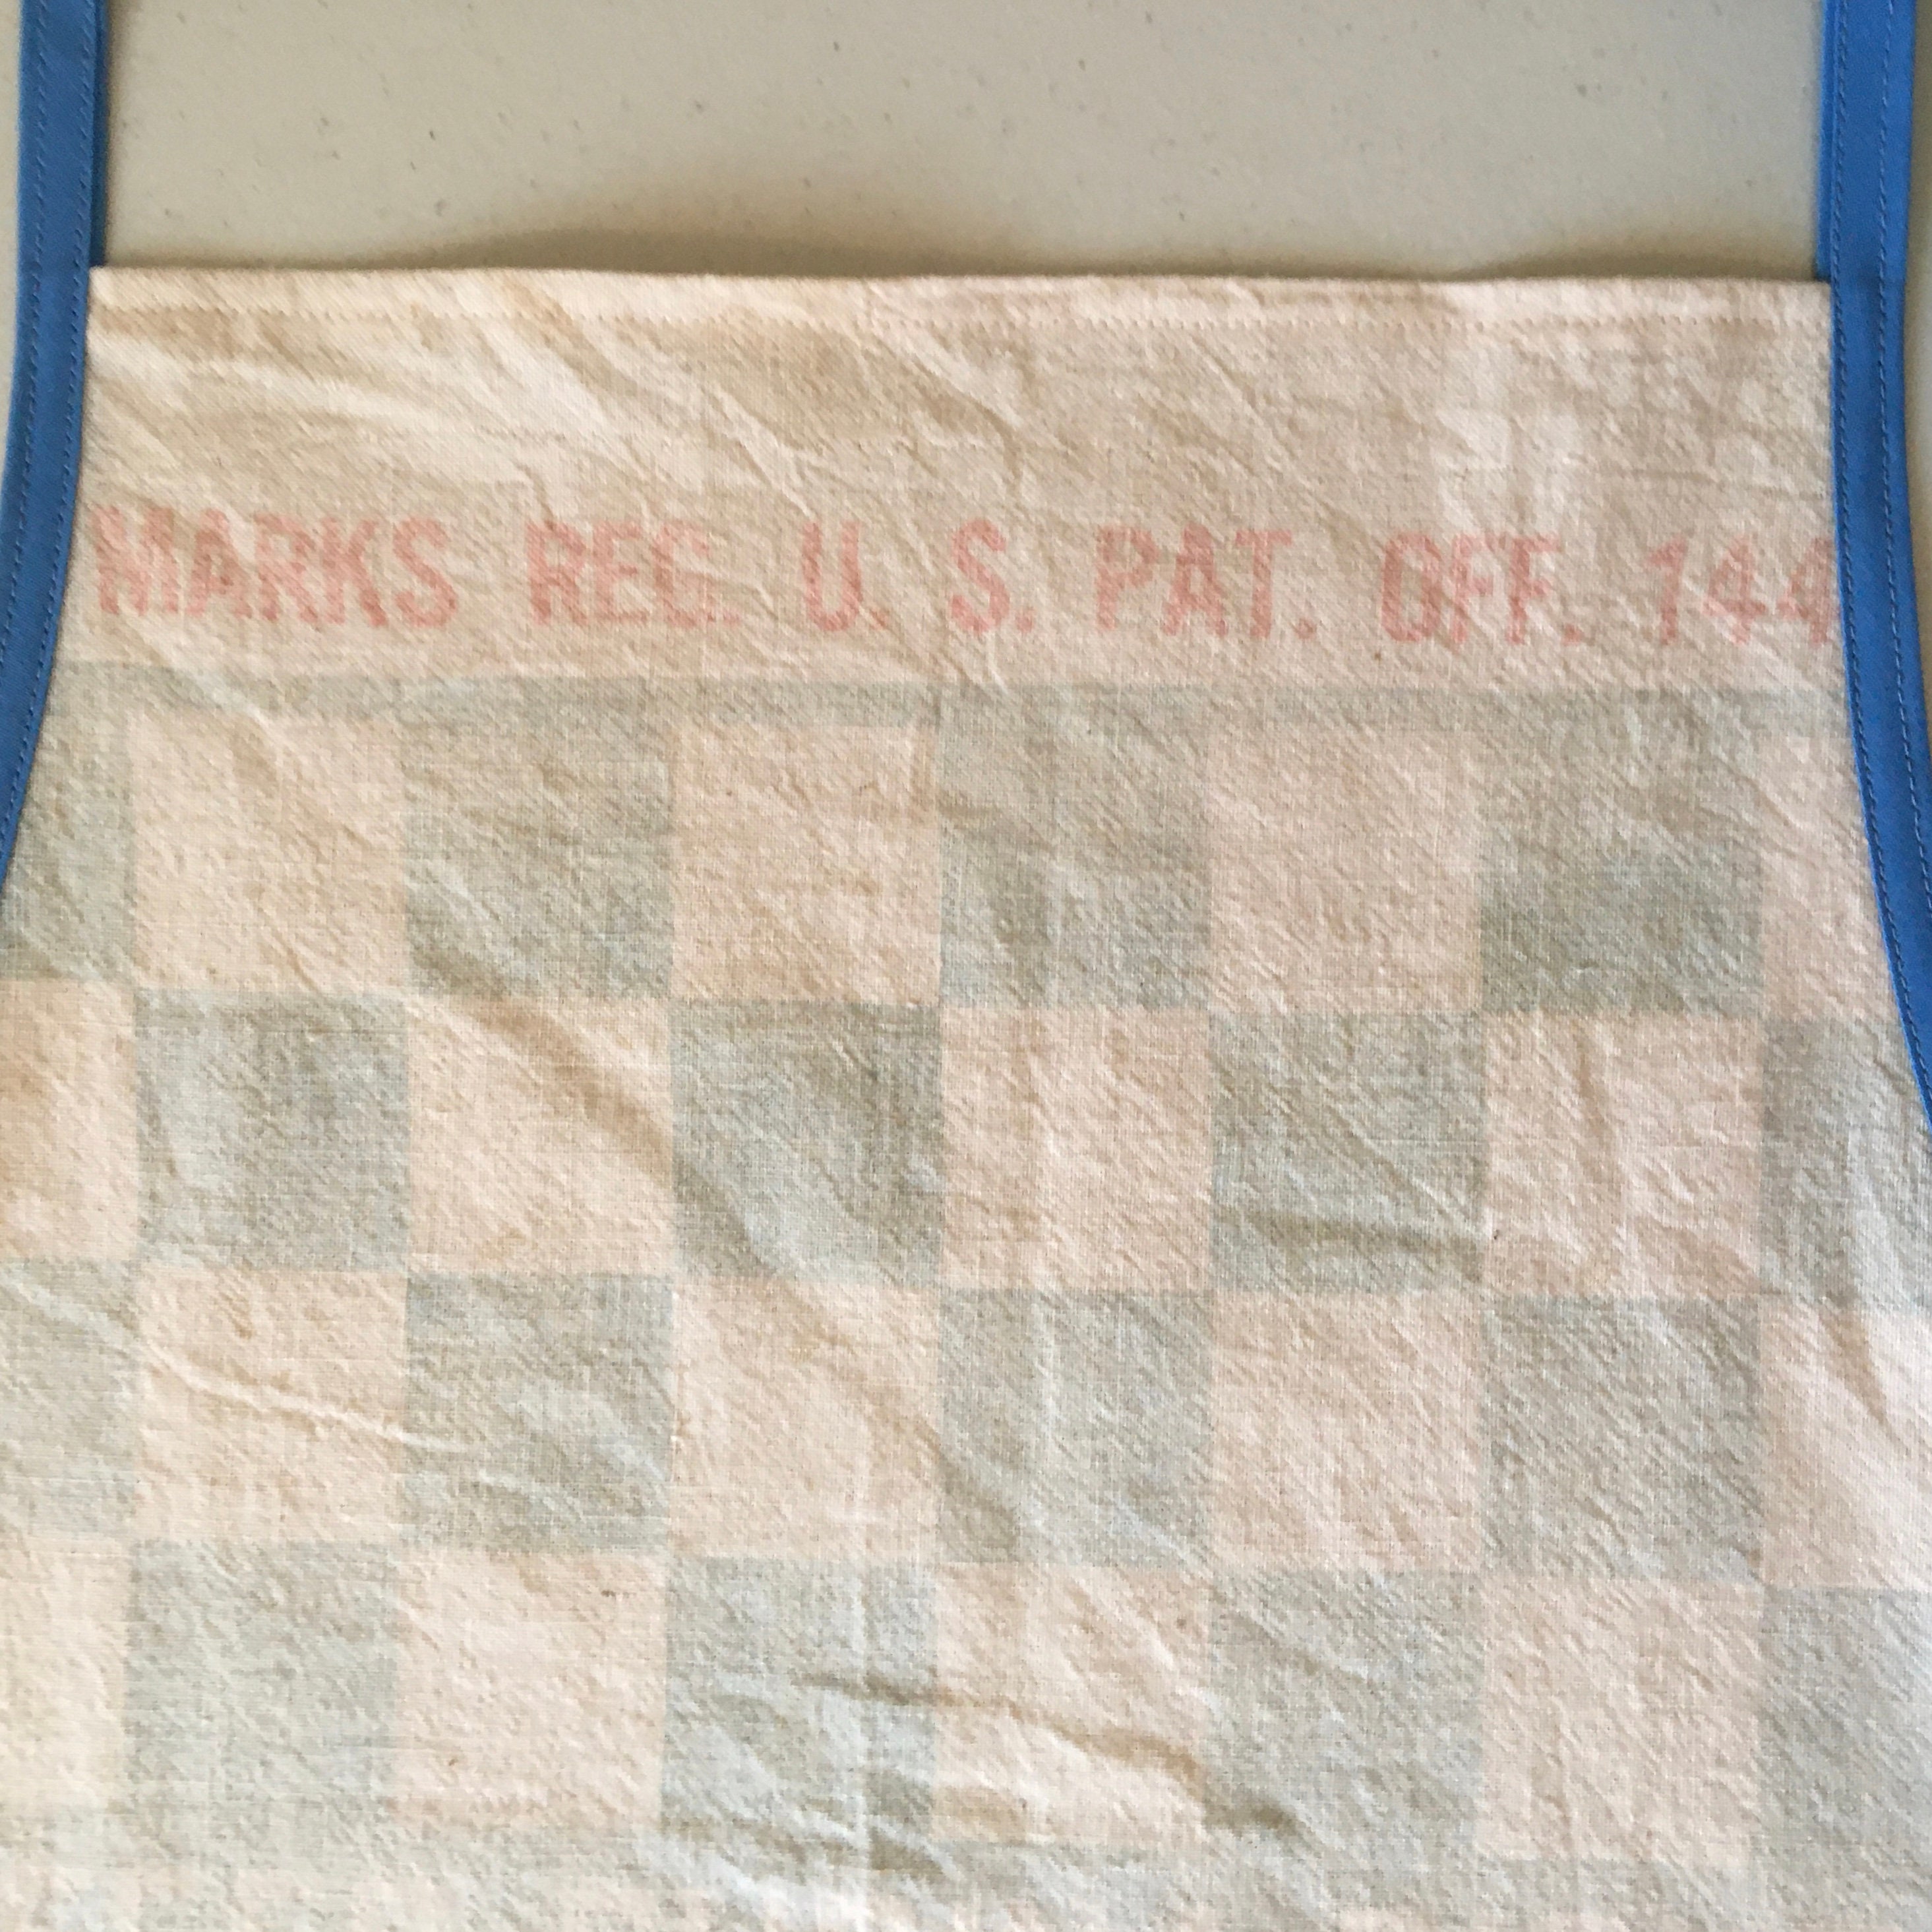 MARKS REG. U. S. PAT. OFF. 144